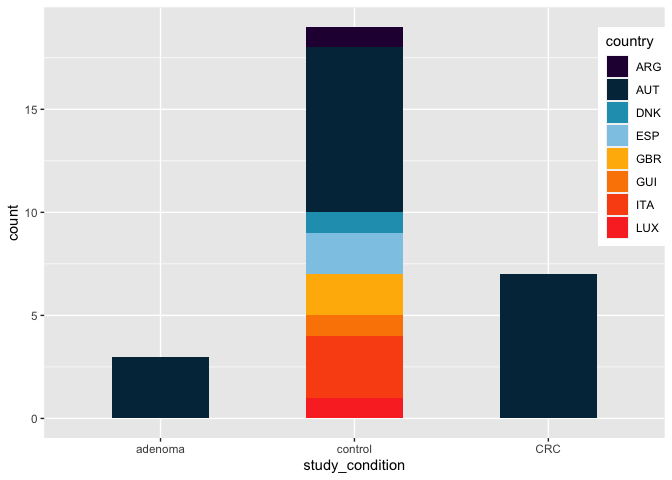 country
ARG
AUT
DNK
ESP
GBR
GUI
ITA
LUX
count
15
10
5
0
adenoma control CRC
study_condition